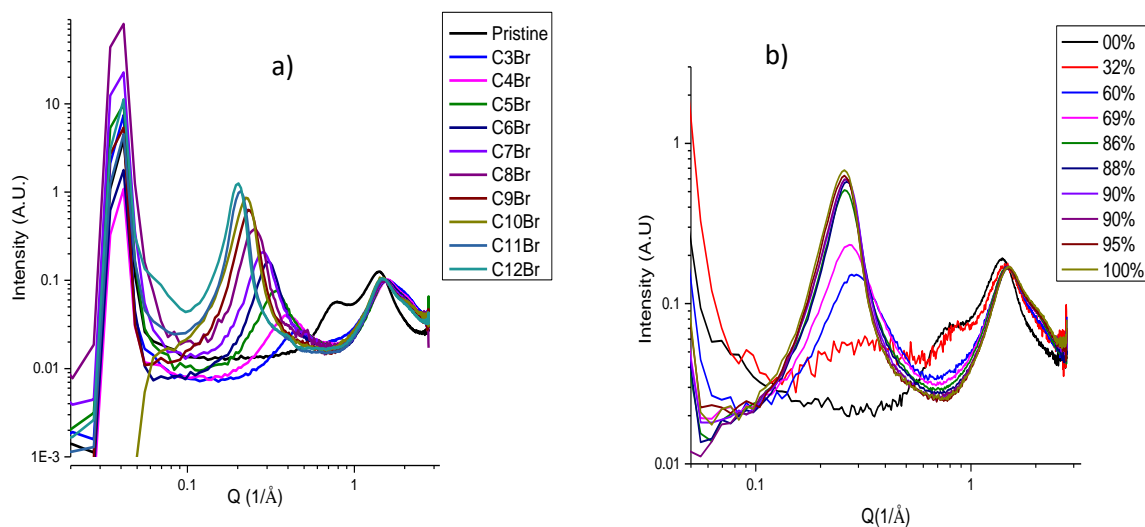 a)
Intensity (A.U.)
10
1
0.1
0.01
1E-3
0.1
1
Q (1/Å)
Pristine
C3Br
C4Br
C5Br
C6Br
C7Br
C8Br
C9Br
C10Br
C11Br
C12Br
b)
Intensity (A.U)
1
0.1
0.01
0.1
1
Q(1/Å)
00%
32%
60%
69%
86%
88%
90%
90%
95%
100%